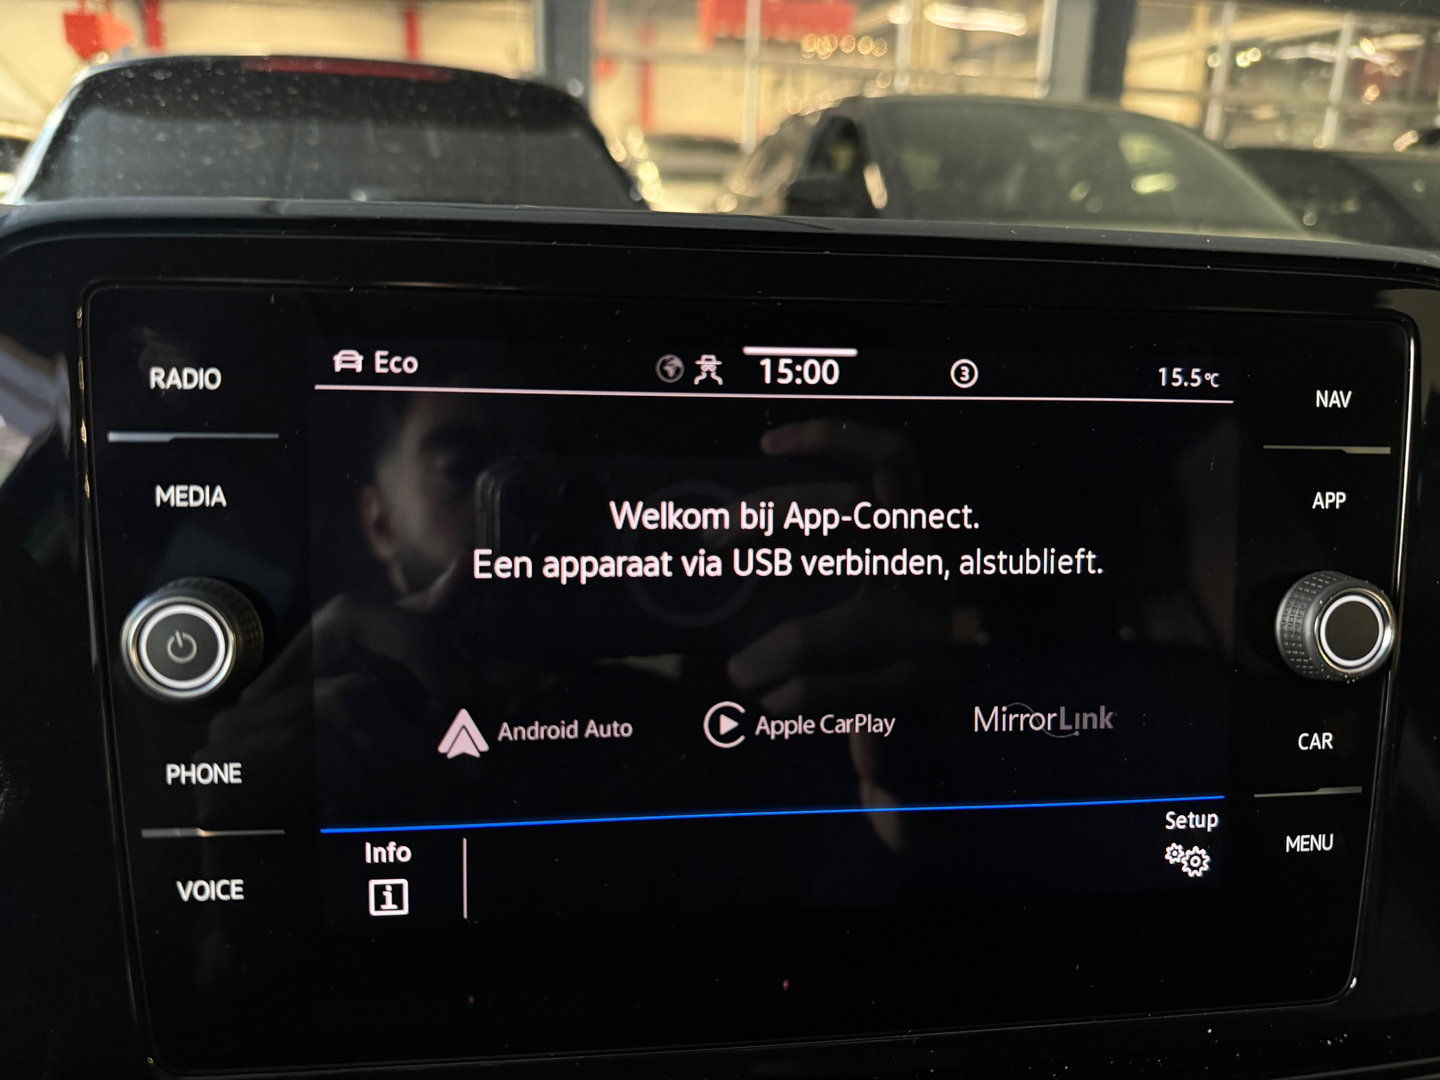 RADIO
MEDIA
PHONE
VOICE
Eco
15:00
3
15.5°C
Welkom bij App-Connect.
Een apparaat via USB verbinden, alstublieft.
Android Auto
Apple CarPlay
MirrorLink
Info
i
Setup
NAV
APP
CAR
MENU